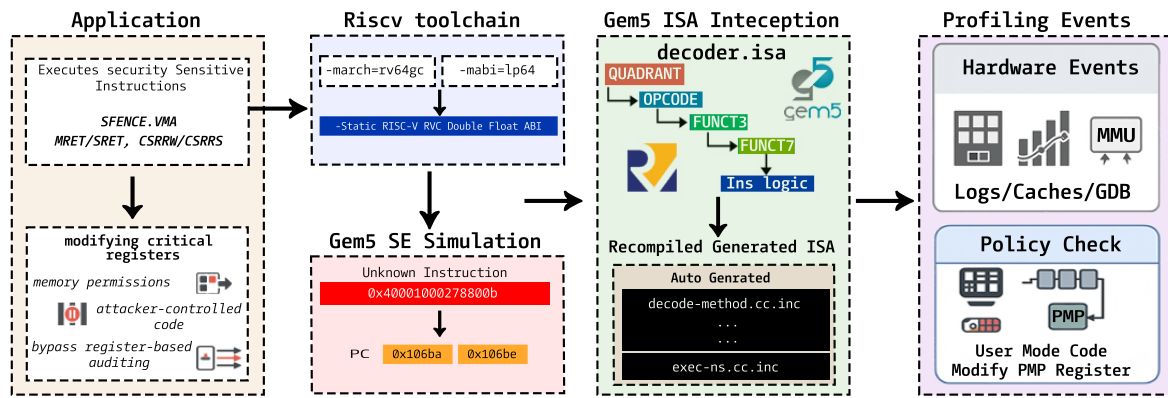 Application
Executes security Sensitive
Instructions
SFENCE.VMA
MRET/SRET, CSRRW/CSRRS
modifying critical
registers
memory permissions
attacker-controlled
code
bypass register-based
auditing
Riscv toolchain
-march=rv64gc
-mabi=lp64
-Static RISC-V RVC Double Float ABI
Gem5 SE Simulation
Unknown Instruction
0x40001000278800b
PC
0x106ba
0x106be
Gem5 ISA Inteception
decoder.isa
QUADRANT
OPCODE
FUNCT3
FUNCT7
Ins logic
gem5
Recompiled Generated ISA
Auto Genrated
decode-method.cc.inc
...
...
exec-ns.cc.inc
Profiling Events
Hardware Events
MMU
Logs/Caches/GDB
Policy Check
PMP
User Mode Code
Modify PMP Register